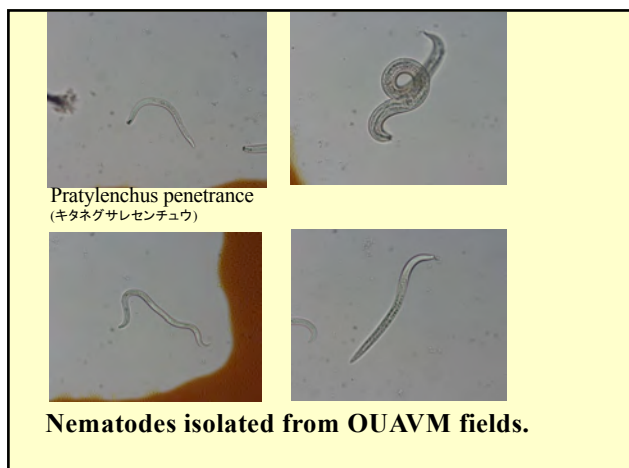 Pratylenchus penetrance
(キタネグサレセンチュウ)
Nematodes isolated from OUAVM fields.